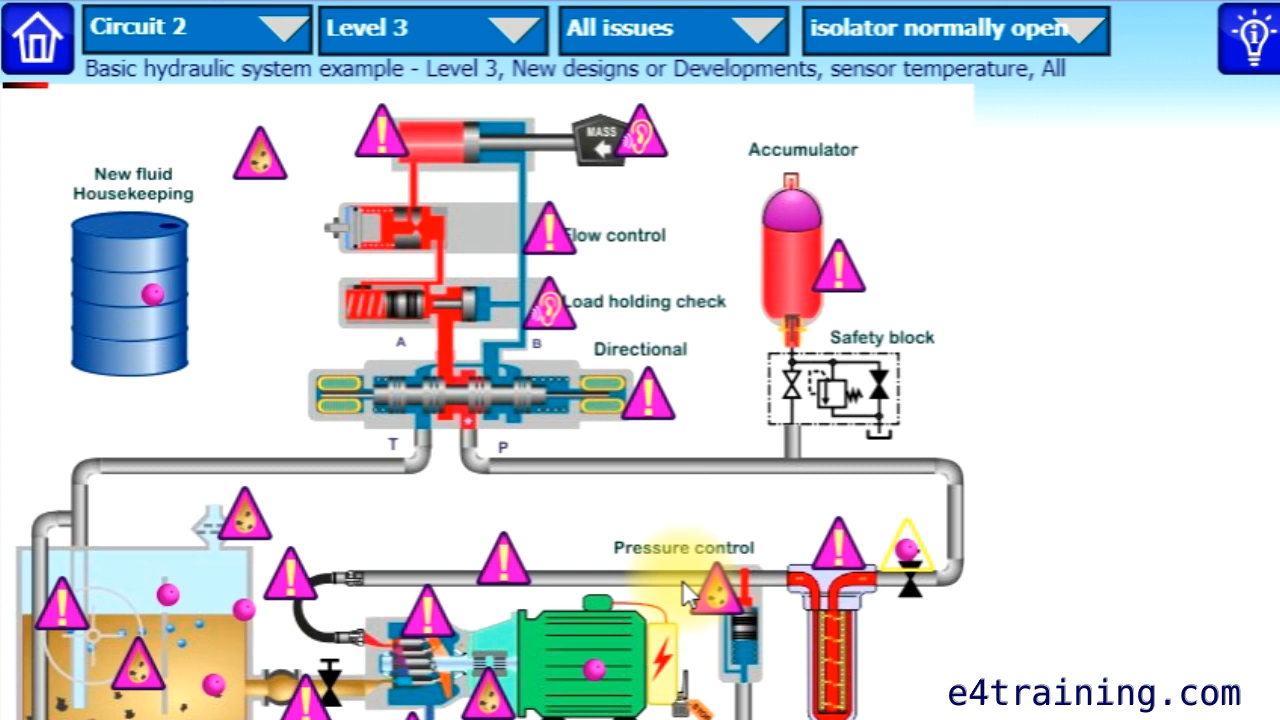 Circuit 2
Level 3
All issues
isolator normally open
Basic hydraulic system example - Level 3, New designs or Developments, sensor temperature, All
MASS
Accumulator
New fluid
Housekeeping
Flow control
Load holding check
A
B
Safety block
Directional
T
P
Pressure control
e4training.com